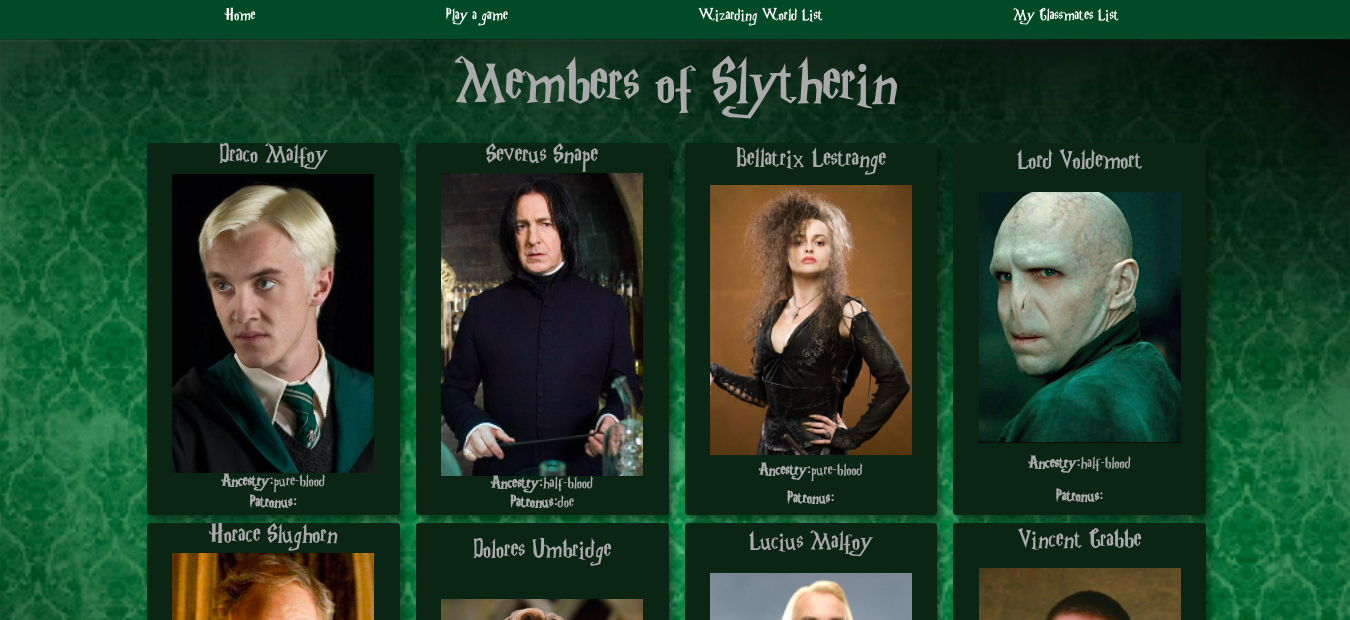 Home
Play a game
Wizarding World List
My Classmates List
Members of Slytherin
Draco Malfoy
Severus Snape
Bellatrix Lestrange
Lord Voldemort
Ancestry:pure-blood
Patronus:
Ancestry:half-blood
Patronus:doe
Ancestry:pure-blood
Patronus:
Ancestry:half-blood
Patronus:
Horace Slughorn
Dolores Umbridge
Lucius Malfoy
Vincent Crabbe